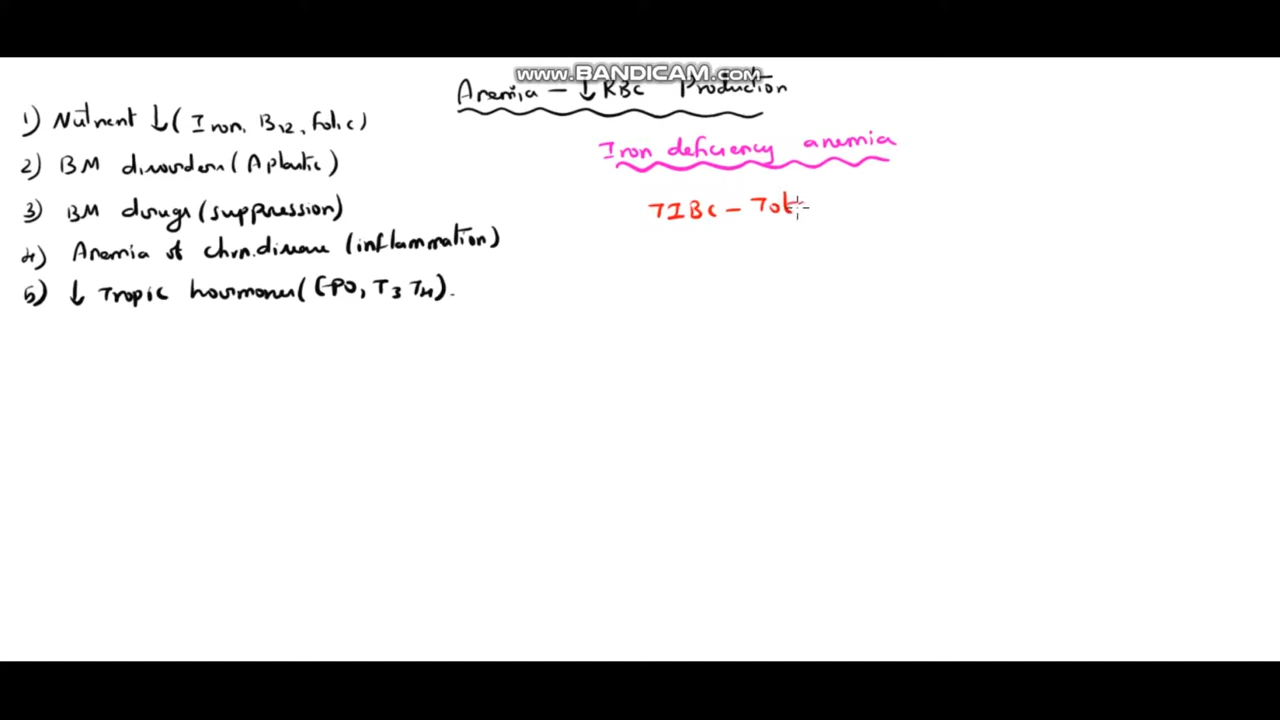 www.BANDICAM.com
Anemia - ↓ RBC Production
1) Nutrient ↓ ( Iron, B12, Folic)
2) BM disorders (Aplastic)
3) BM drugs (suppression)
4) Anemia of chrn. disease (inflammation)
5) ↓ Tropic hormones (EPO, T3 T4).
Iron deficiency anemia
TIBC - Tot